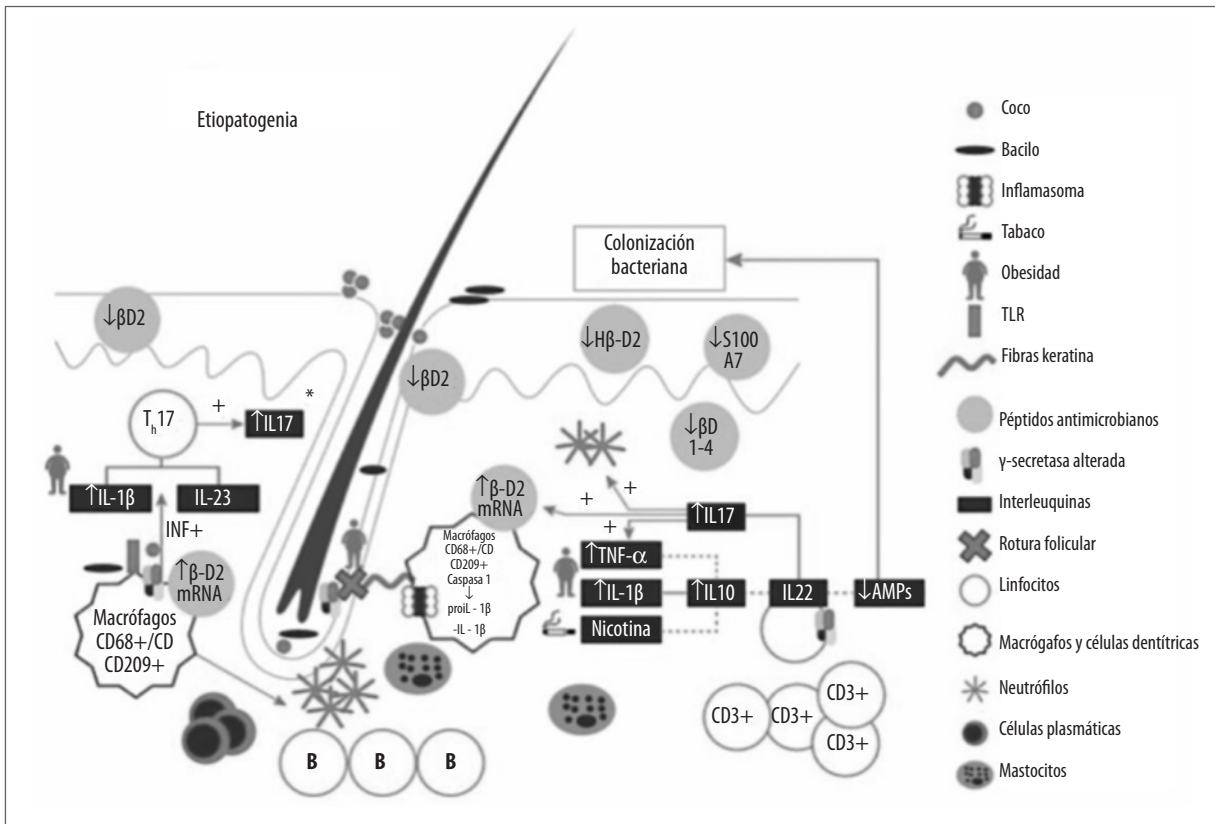 Etiopatogenia
Colonización
bacteriana
↓βD2
↓βD2
↓Hβ-D2
↓S100
A7
↓βD
1-4
*
Th17
+
↑IL17
↑IL-1β
IL-23
INF+
↑β-D2
mRNA
Macrófagos
CD68+/CD
CD209+
↑β-D2
mRNA
Macrófagos
CD68+/CD
CD209+
Caspasa 1
↓
proiL - 1β
-IL - 1β
+
+
+
↑IL17
↑TNF-α
↑IL-1β
Nicotina
↑IL10
IL22
↓AMPs
B
B
B
CD3+
CD3+
CD3+
CD3+
Coco
Bacilo
Inflamasoma
Tabaco
Obesidad
TLR
Fibras keratina
Péptidos antimicrobianos
γ-secretasa alterada
Interleuquinas
Rotura folicular
Linfocitos
Macrógafos y células dentítricas
Neutrófilos
Células plasmáticas
Mastocitos